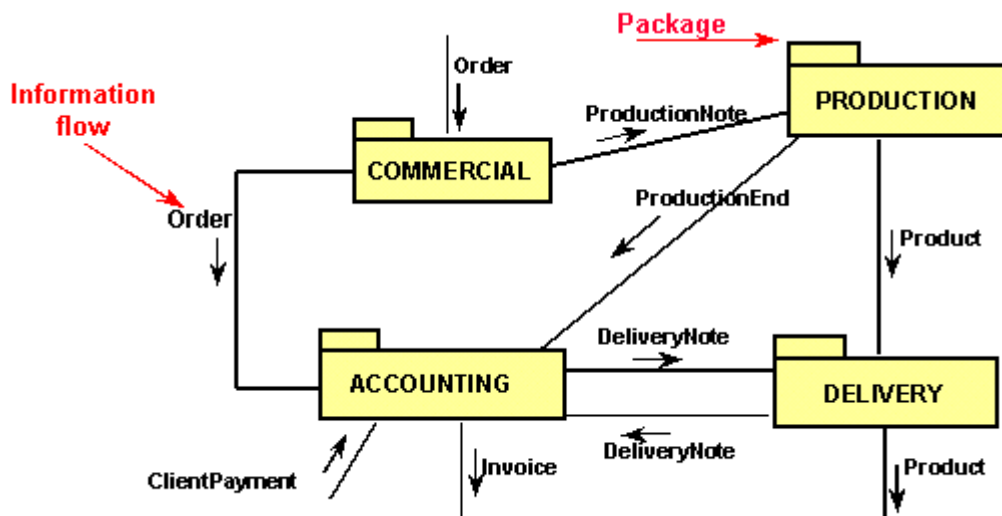 Package
Order
Information
flow
PRODUCTION
ProductionNote
COMMERCIAL
ProductionEnd
Order
Product
DeliveryNote
ACCOUNTING
DELIVERY
DeliveryNote
ClientPayment
Invoice
Product